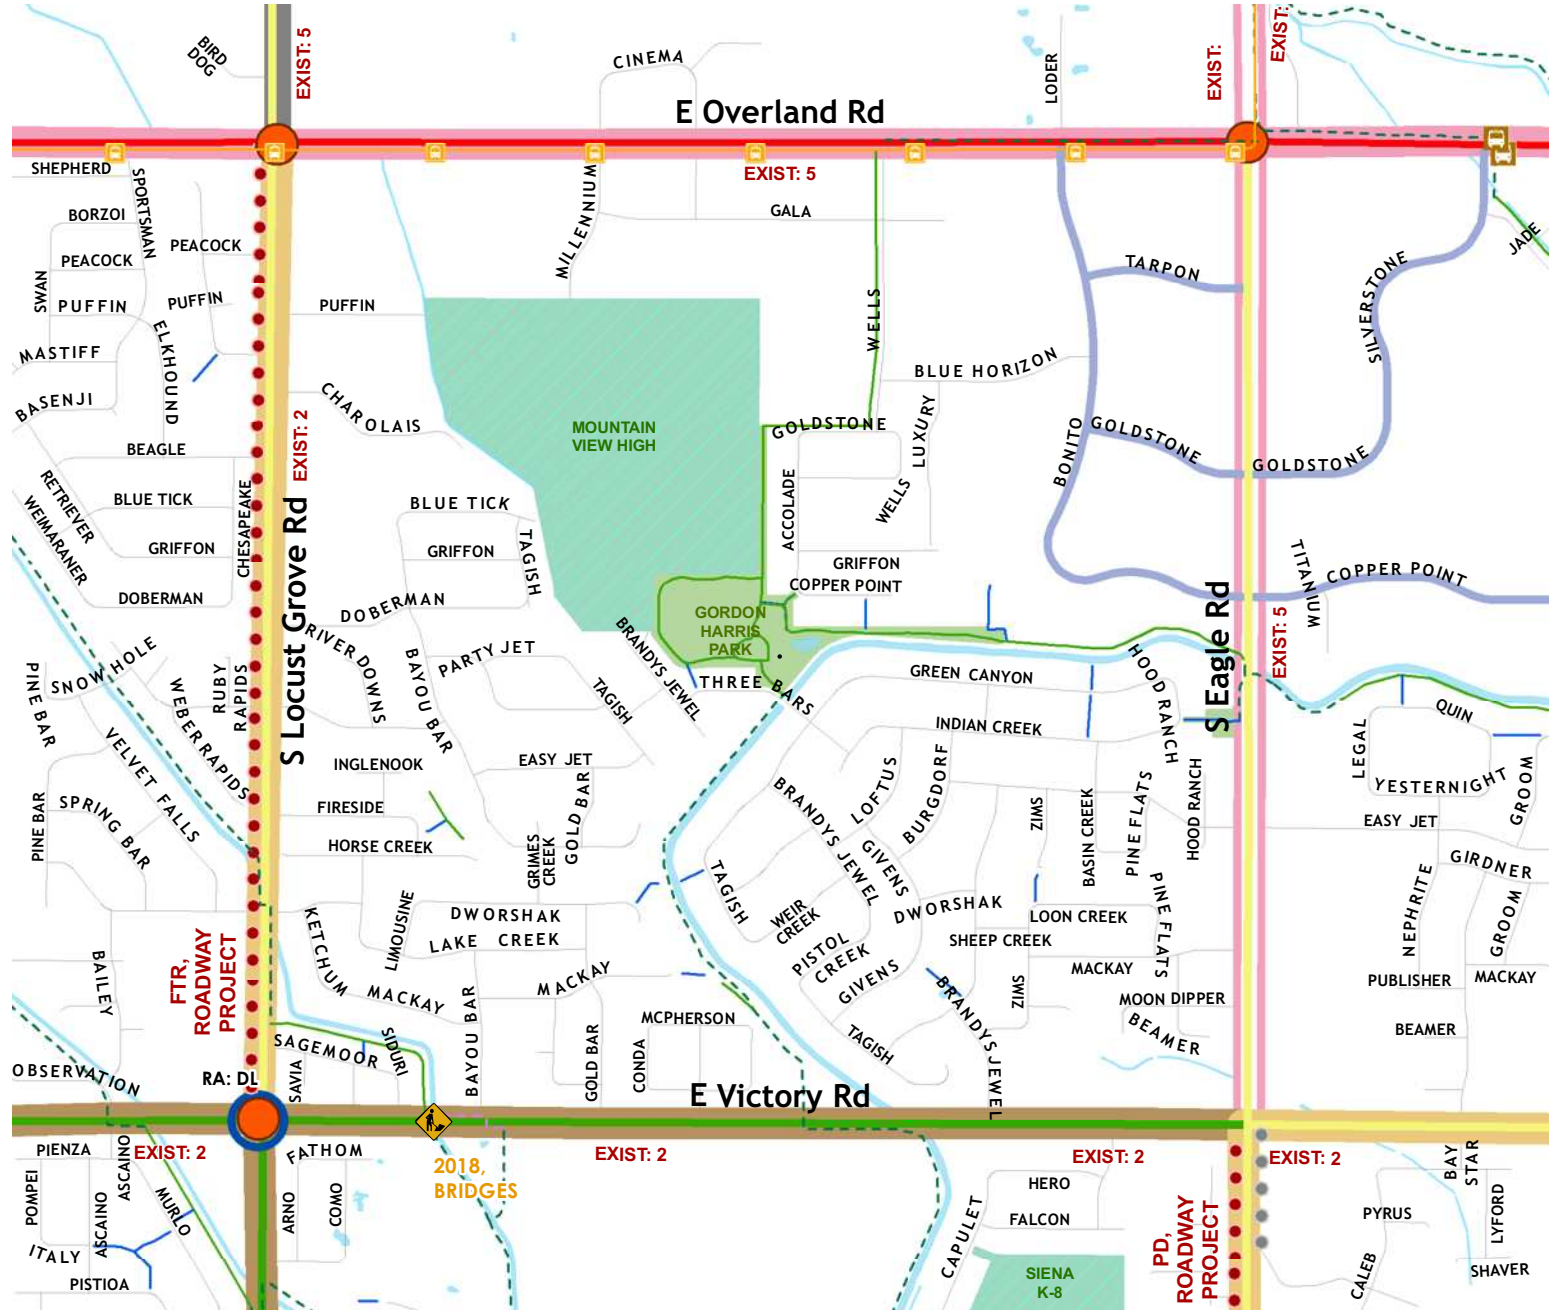 BIRD
DOG
EXIST: 5
CINEMA
LODER
EXIST:
EXIST:
E Overland Rd
EXIST: 5
SHEPHERD
SPORTSMAN
BORZOI
PEACOCK
PEACOCK
SWAN
PUFFIN
PUFFIN
PUFFIN
MILLENNIUM
GALA
TARPON
SILVERSTONE
JADE
MASTIFF
ELKHOUND
BASENJI
CHAROLAIS
WELLS
BLUE HORIZON
MOUNTAIN
VIEW HIGH
GOLDSTONE
LUXURY
BONITO
GOLDSTONE
GOLDSTONE
EXIST: 2
BEAGLE
RETRIEVER
BLUE TICK
WEIMARANER
CHESAPEAKE
GRIFFON
DOBERMAN
S Locust Grove Rd
BLUE TICK
GRIFFON
TAGISH
DOBERMAN
ACCOLADE
WELLS
GRIFFON
COPPER POINT
TITANIUM
COPPER POINT
GORDON
HARRIS
PARK
S Eagle Rd
EXIST: 5
SNOWHOLE
PINE BAR
RUBY
RAPIDS
WEBER RAPIDS
VELVET FALLS
RIVER DOWNS
BAYOU BAR
PARTY JET
TAGISH
BRANDYS JEWEL
THREE BARS
GREEN CANYON
INDIAN CREEK
HOOD RANCH
LEGAL
QUIN
YESTERNIGHT
GROOM
INGLENOOK
EASY JET
FIRESIDE
GOLD BAR
HORSE CREEK
GRIMES
CREEK
PINE BAR
SPRING BAR
BRANDYS JEWEL
LOFTUS
BURGDORF
ZIMS
BASIN CREEK
PINE FLATS
HOOD RANCH
EASY JET
GIRDNER
GIVENS
TAGISH
WEIR
CREEK
DWORSHAK
LOON CREEK
PINE FLATS
NEPHRITE
GROOM
KETCHUM
LIMOUSINE
DWORSHAK
LAKE CREEK
PISTOL
CREEK
GIVENS
SHEEP CREEK
MACKAY
PUBLISHER
MACKAY
FTR,
ROADWAY
PROJECT
BAILEY
MACKAY
MACKAY
BAYOU BAR
ZIMS
MOON DIPPER
BEAMER
BEAMER
BRANDYS JEWEL
SAGEMOOR
SIDURI
SAVIA
GOLD BAR
MCPHERSON
CONDA
TAGISH
OBSERVATION
RA: DL
E Victory Rd
PIENZA
ASCAINO
EXIST: 2
FATHOM
2018,
BRIDGES
EXIST: 2
EXIST: 2
EXIST: 2
BAY
STAR
POMPEI
ASCAINO
MURLO
ARNO
COMO
HERO
FALCON
CAPULET
PYRUS
LYFORD
ITALY
PISTIOA
SIENA
K-8
PD,
ROADWAY
PROJECT
CALEB
SHAVER